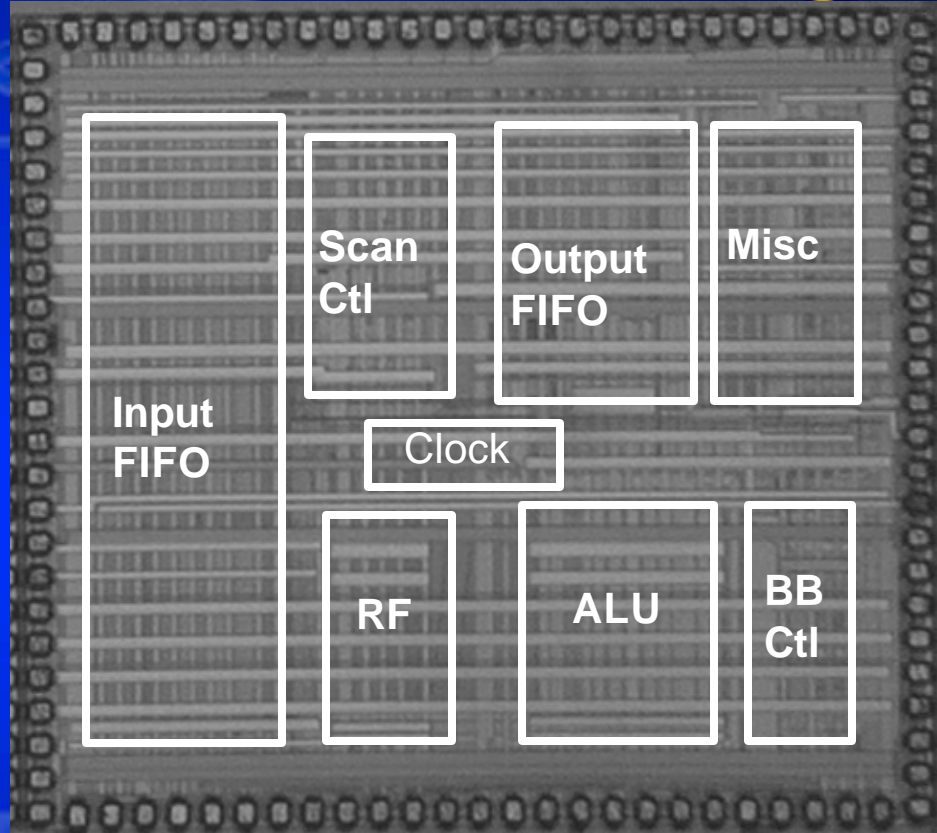 Input
FIFO
Scan
Ctl
Output
FIFO
Misc
Clock
RF
ALU
BB
Ctl